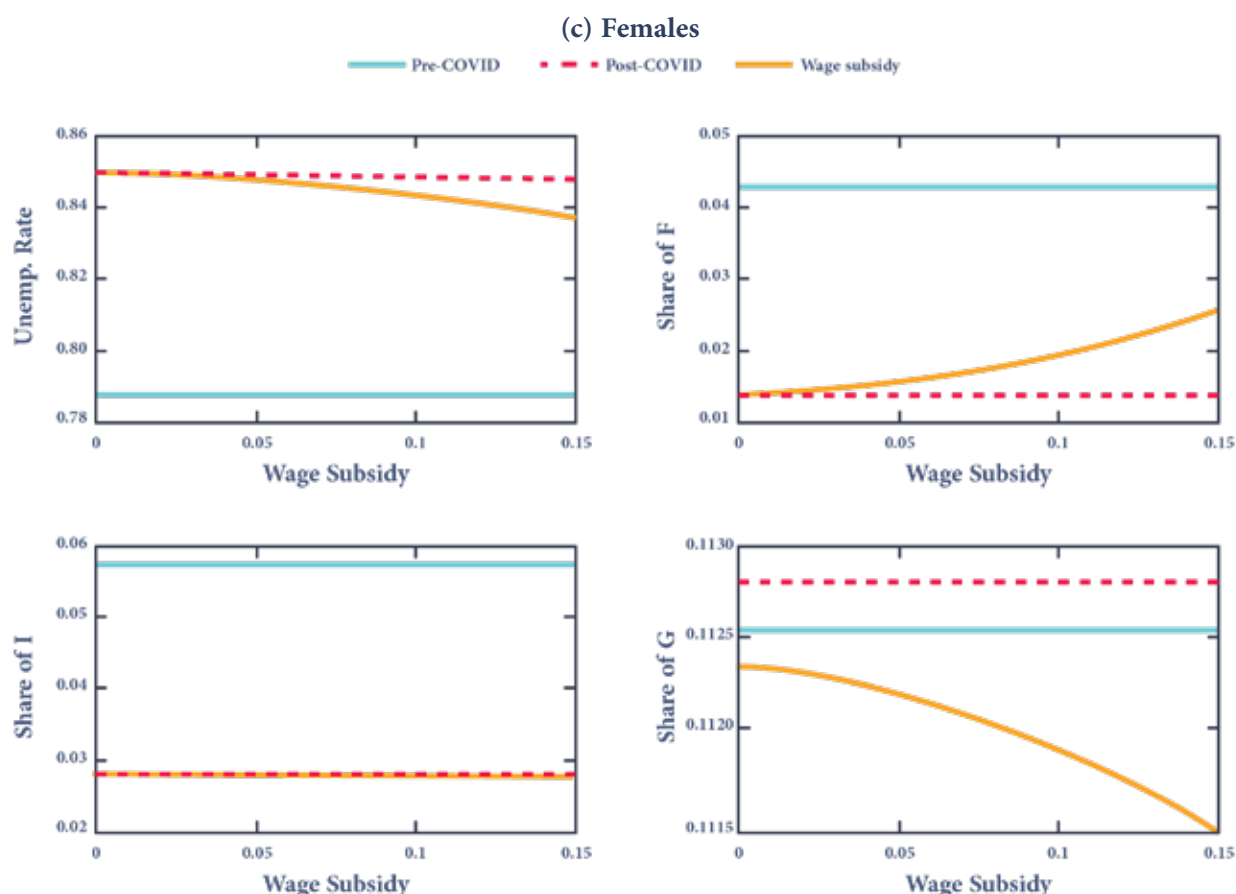 (c) Females
Pre-COVID Post-COVID Wage subsidy
Unemp. Rate
0.86
0.84
0.82
0.80
0.78
0 0.05 0.1 0.15
Wage Subsidy
Share of F
0.05
0.04
0.03
0.02
0.01
0 0.05 0.1 0.15
Wage Subsidy
Share of I
0.06
0.05
0.04
0.03
0.02
0 0.05 0.1 0.15
Wage Subsidy
Share of G
0.1130
0.1125
0.1120
0.1115
0 0.05 0.1 0.15
Wage Subsidy